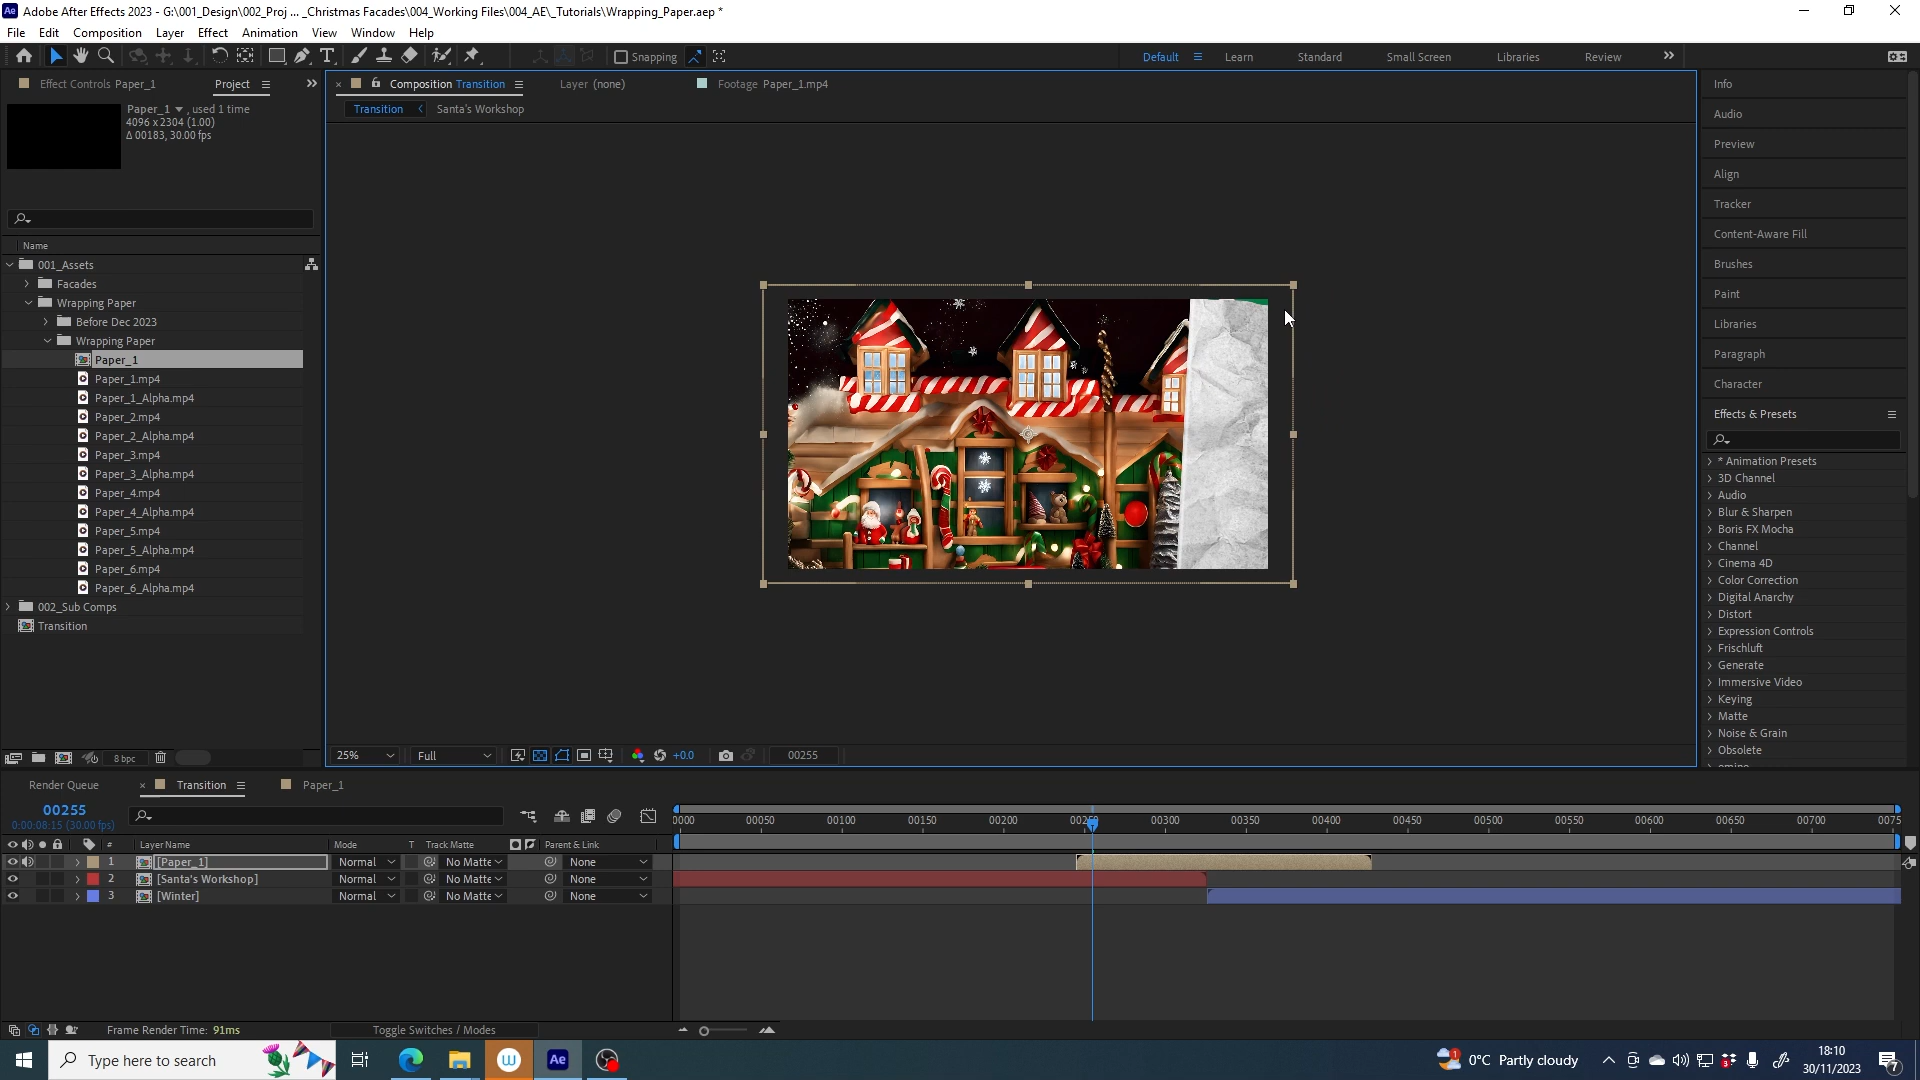 Adobe After Effects 2023 - G:\001_Design\002_Proj ... _Christmas Facades\004_Working Files\004_AE\_Tutorials\Wrapping_Paper.aep *
File Edit Composition Layer Effect Animation View Window Help
Snapping Default Learn Standard Small Screen Libraries Review
Effect Controls Paper_1 Project
Composition Transition Layer (none) Footage Paper_1.mp4
Transition Santa's Workshop
Paper_1 , used 1 time
4096 x 2304 (1.00)
Δ 00183, 30.00 fps
Name
001_Assets
Facades
Wrapping Paper
Before Dec 2023
Wrapping Paper
Paper_1
Paper_1.mp4
Paper_1_Alpha.mp4
Paper_2.mp4
Paper_2_Alpha.mp4
Paper_3.mp4
Paper_3_Alpha.mp4
Paper_4.mp4
Paper_4_Alpha.mp4
Paper_5.mp4
Paper_5_Alpha.mp4
Paper_6.mp4
Paper_6_Alpha.mp4
002_Sub Comps
Transition
8 bpc
25% Full +0.0 00255
Info
Audio
Preview
Align
Tracker
Content-Aware Fill
Brushes
Paint
Libraries
Paragraph
Character
Effects & Presets
* Animation Presets
3D Channel
Audio
Blur & Sharpen
Boris FX Mocha
Channel
Cinema 4D
Color Correction
Digital Anarchy
Distort
Expression Controls
Frischluft
Generate
Immersive Video
Keying
Matte
Noise & Grain
Obsolete
Render Queue Transition Paper_1
00255
0:00:08:15 (30.00 fps)
0000 00050 00100 00150 00200 00250 00300 00350 00400 00450 00500 00550 00600 00650 00700 0075
# Layer Name Mode T Track Matte Parent & Link
1 [Paper_1] Normal No Matte None
2 [Santa's Workshop] Normal No Matte None
3 [Winter] Normal No Matte None
Frame Render Time: 91ms Toggle Switches / Modes
Type here to search
0°C Partly cloudy
18:10
30/11/2023
7